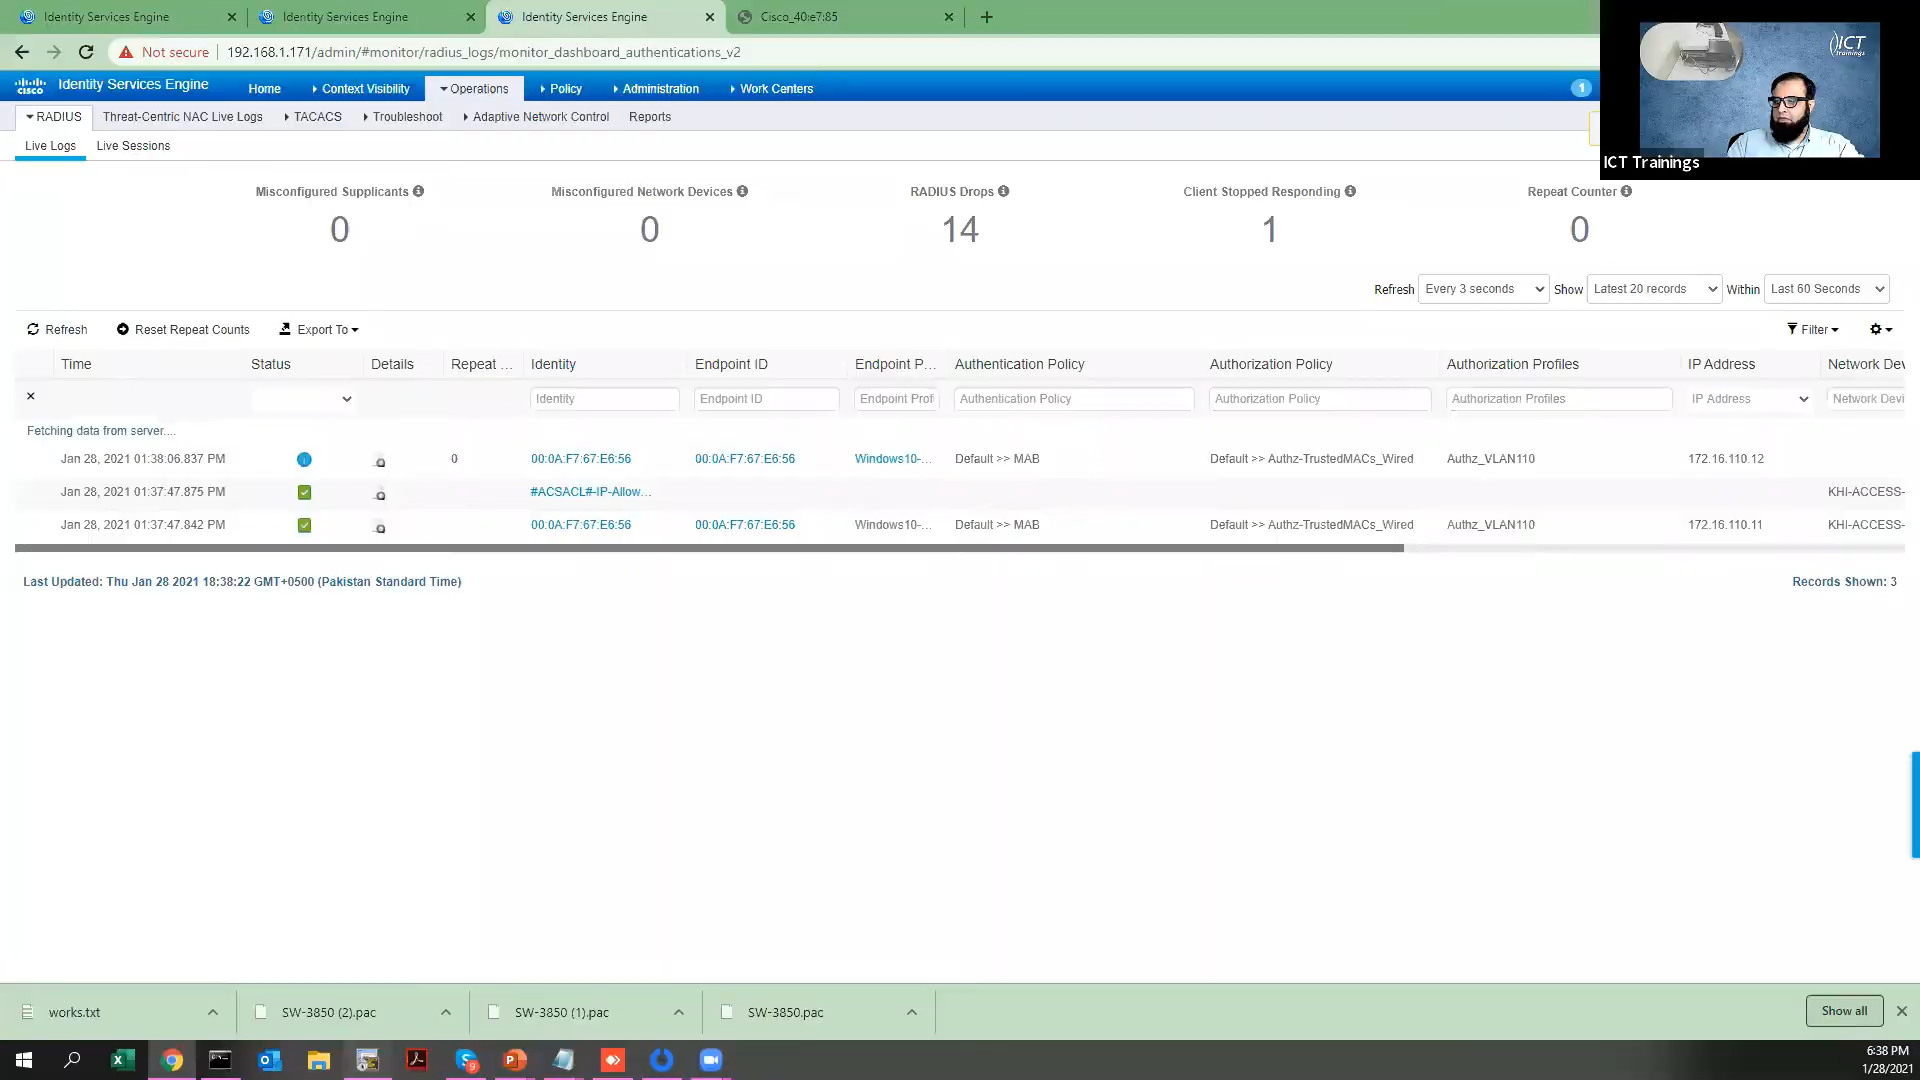 Identity Services Engine
Identity Services Engine
Identity Services Engine
Cisco_40:e7:85
Not secure
192.168.1.171/admin/#monitor/radius_logs/monitor_dashboard_authentications_v2
ICT Trainings
ICT Trainings
CISCO
Identity Services Engine
Home
Context Visibility
Operations
Policy
Administration
Work Centers
1
RADIUS
Threat-Centric NAC Live Logs
TACACS
Troubleshoot
Adaptive Network Control
Reports
Live Logs
Live Sessions
Misconfigured Supplicants
Misconfigured Network Devices
RADIUS Drops
Client Stopped Responding
Repeat Counter
0
0
14
1
0
Refresh
Every 3 seconds
Show
Latest 20 records
Within
Last 60 Seconds
Refresh
Reset Repeat Counts
Export To
Filter
Time Status Details Repeat ... Identity Endpoint ID Endpoint P... Authentication Policy Authorization Policy Authorization Profiles IP Address Network Dev
Identity Endpoint ID Endpoint Profi Authentication Policy Authorization Policy Authorization Profiles IP Address Network Devi
Fetching data from server....
Jan 28, 2021 01:38:06.837 PM 0 00:0A:F7:67:E6:56 00:0A:F7:67:E6:56 Windows10-... Default >> MAB Default >> Authz-TrustedMACs_Wired Authz_VLAN110 172.16.110.12
Jan 28, 2021 01:37:47.875 PM #ACSACL#-IP-Allow... KHI-ACCESS-
Jan 28, 2021 01:37:47.842 PM 00:0A:F7:67:E6:56 00:0A:F7:67:E6:56 Windows10-... Default >> MAB Default >> Authz-TrustedMACs_Wired Authz_VLAN110 172.16.110.11 KHI-ACCESS-
Last Updated: Thu Jan 28 2021 18:38:22 GMT+0500 (Pakistan Standard Time)
Records Shown: 3
works.txt
SW-3850 (2).pac
SW-3850 (1).pac
SW-3850.pac
Show all
9
6:38 PM
1/28/2021